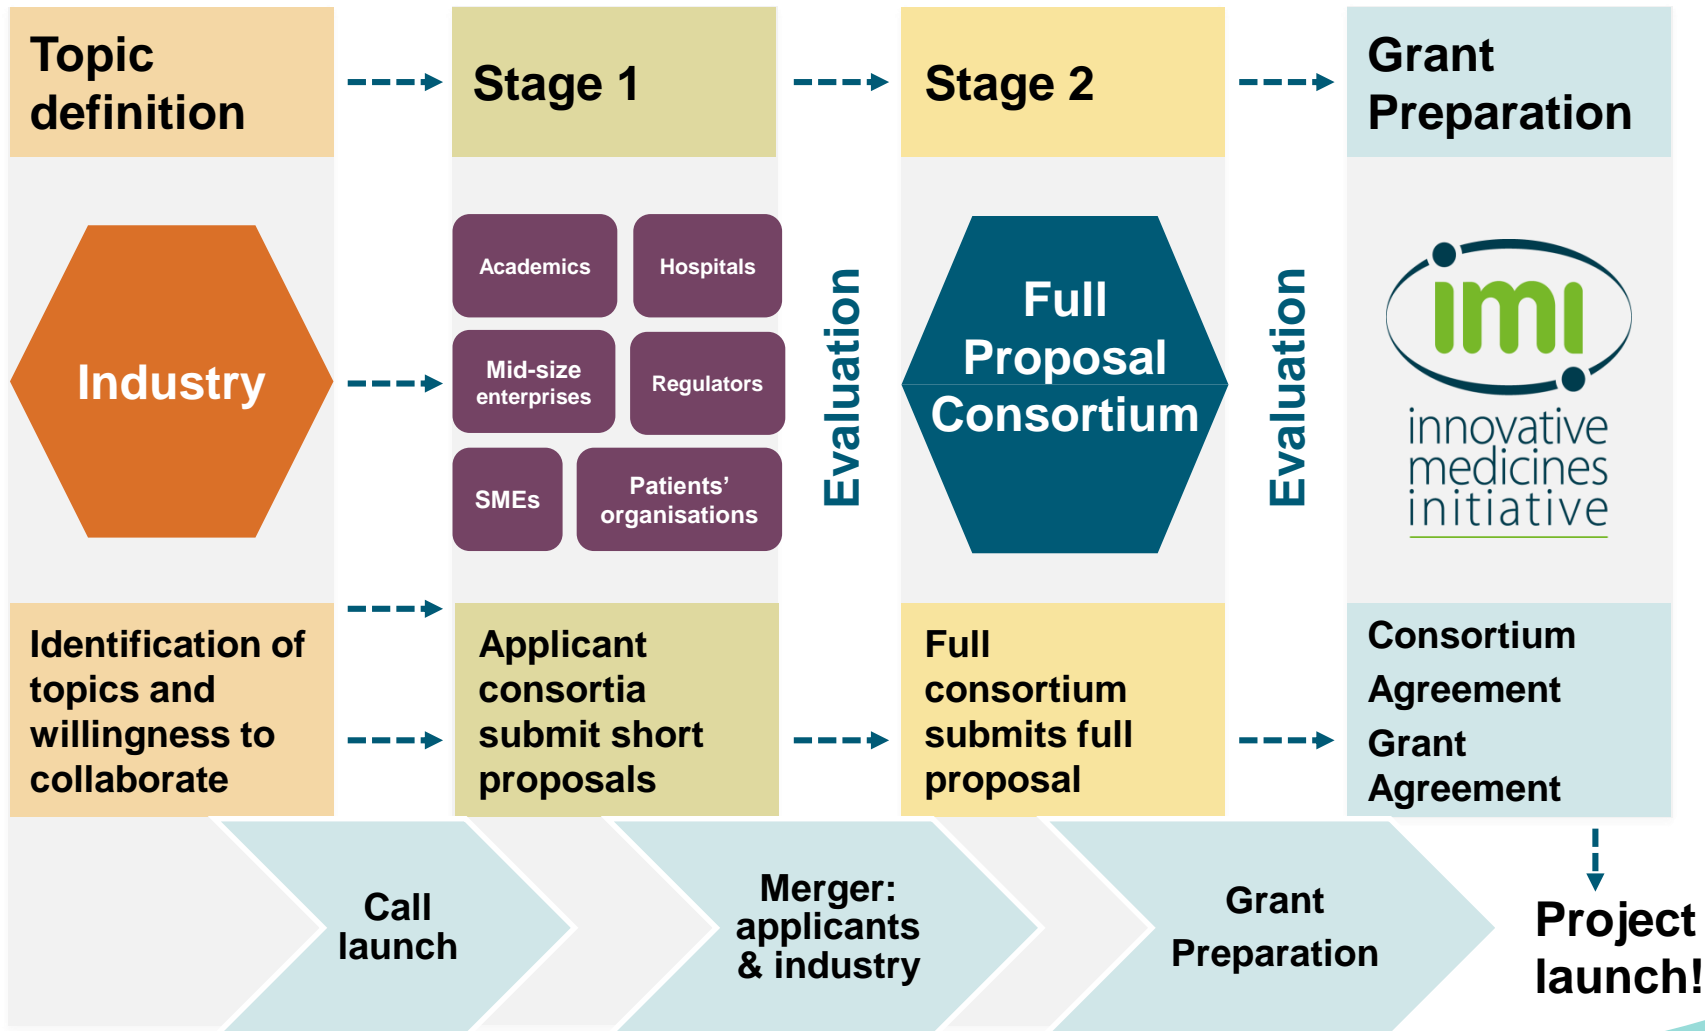 Topic
definition
Stage 1
Stage 2
Grant
Preparation
Industry
Academics
Hospitals
Mid-size
enterprises
Regulators
SMEs
Patients’
organisations
Evaluation
Full
Proposal
Consortium
Evaluation
imi
innovative
medicines
initiative
Identification of
topics and
willingness to
collaborate
Applicant
consortia
submit short
proposals
Full
consortium
submits full
proposal
Consortium
Agreement
Grant
Agreement
Call
launch
Merger:
applicants
& industry
Grant
Preparation
Project
launch!